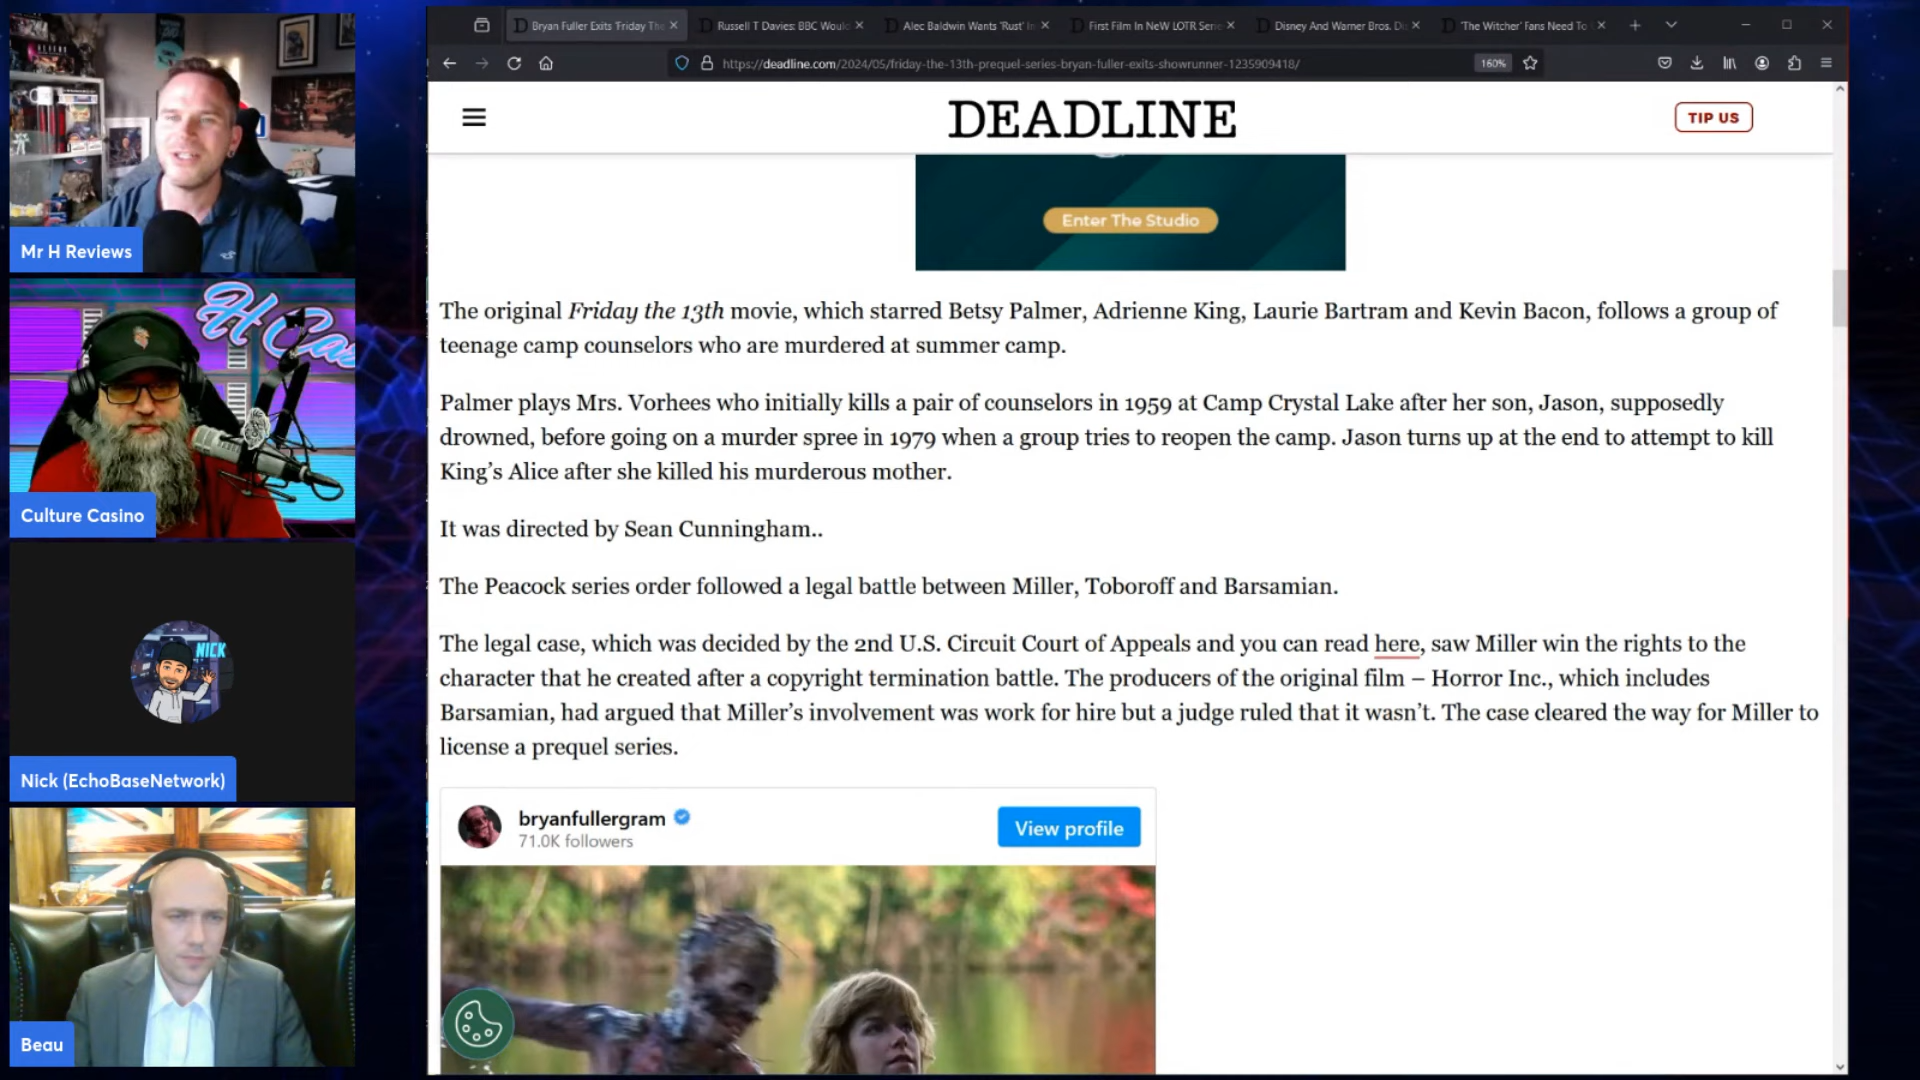 Bryan Fuller Exits 'Friday The
Russell T Davies: BBC Would
Alec Baldwin Wants 'Rust' In
First Film In NeW LOTR Serie
Disney And Warner Bros. Di
'The Witcher' Fans Need To
https://deadline.com/2024/05/friday-the-13th-prequel-series-bryan-fuller-exits-showrunner-1235909418/
160%
DEADLINE
TIP US
Enter The Studio
The original Friday the 13th movie, which starred Betsy Palmer, Adrienne King, Laurie Bartram and Kevin Bacon, follows a group of
teenage camp counselors who are murdered at summer camp.
Palmer plays Mrs. Vorhees who initially kills a pair of counselors in 1959 at Camp Crystal Lake after her son, Jason, supposedly
drowned, before going on a murder spree in 1979 when a group tries to reopen the camp. Jason turns up at the end to attempt to kill
King's Alice after she killed his murderous mother.
It was directed by Sean Cunningham..
The Peacock series order followed a legal battle between Miller, Toboroff and Barsamian.
The legal case, which was decided by the 2nd U.S. Circuit Court of Appeals and you can read here, saw Miller win the rights to the
character that he created after a copyright termination battle. The producers of the original film – Horror Inc., which includes
Barsamian, had argued that Miller's involvement was work for hire but a judge ruled that it wasn't. The case cleared the way for Miller to
license a prequel series.
bryanfullergram
71.0K followers
View profile
Mr H Reviews
H Cas
Culture Casino
NICK
Nick (EchoBaseNetwork)
Beau